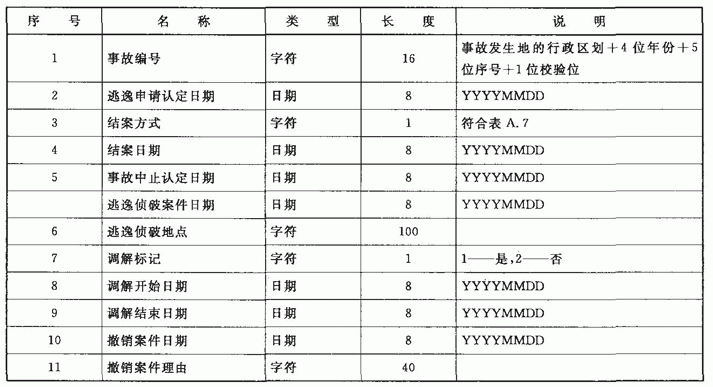 序 号 名 称 类 型 长 度 说 明
1 事故编号 字符 16 事故发生地的行政区划+4 位年份+5
位序号+1位校验位
2 逃逸申请认定日期 日期 8 YYYYMMDD
3 结案方式 字符 1 符合表 A.7
4 结案日期 日期 8 YYYYMMDD
5 事故中止认定日期 日期 8 YYYYMMDD
逃逸侦破案件日期 日期 8 YYYYMMDD
6 逃逸侦破地点 字符 100
7 调解标记 字符 1 1——是,2——否
8 调解开始日期 日期 8 YYYYMMDD
9 调解结束日期 日期 8 YYYYMMDD
10 撤销案件日期 日期 8 YYYYMMDD
11 撤销案件理由 字符 40